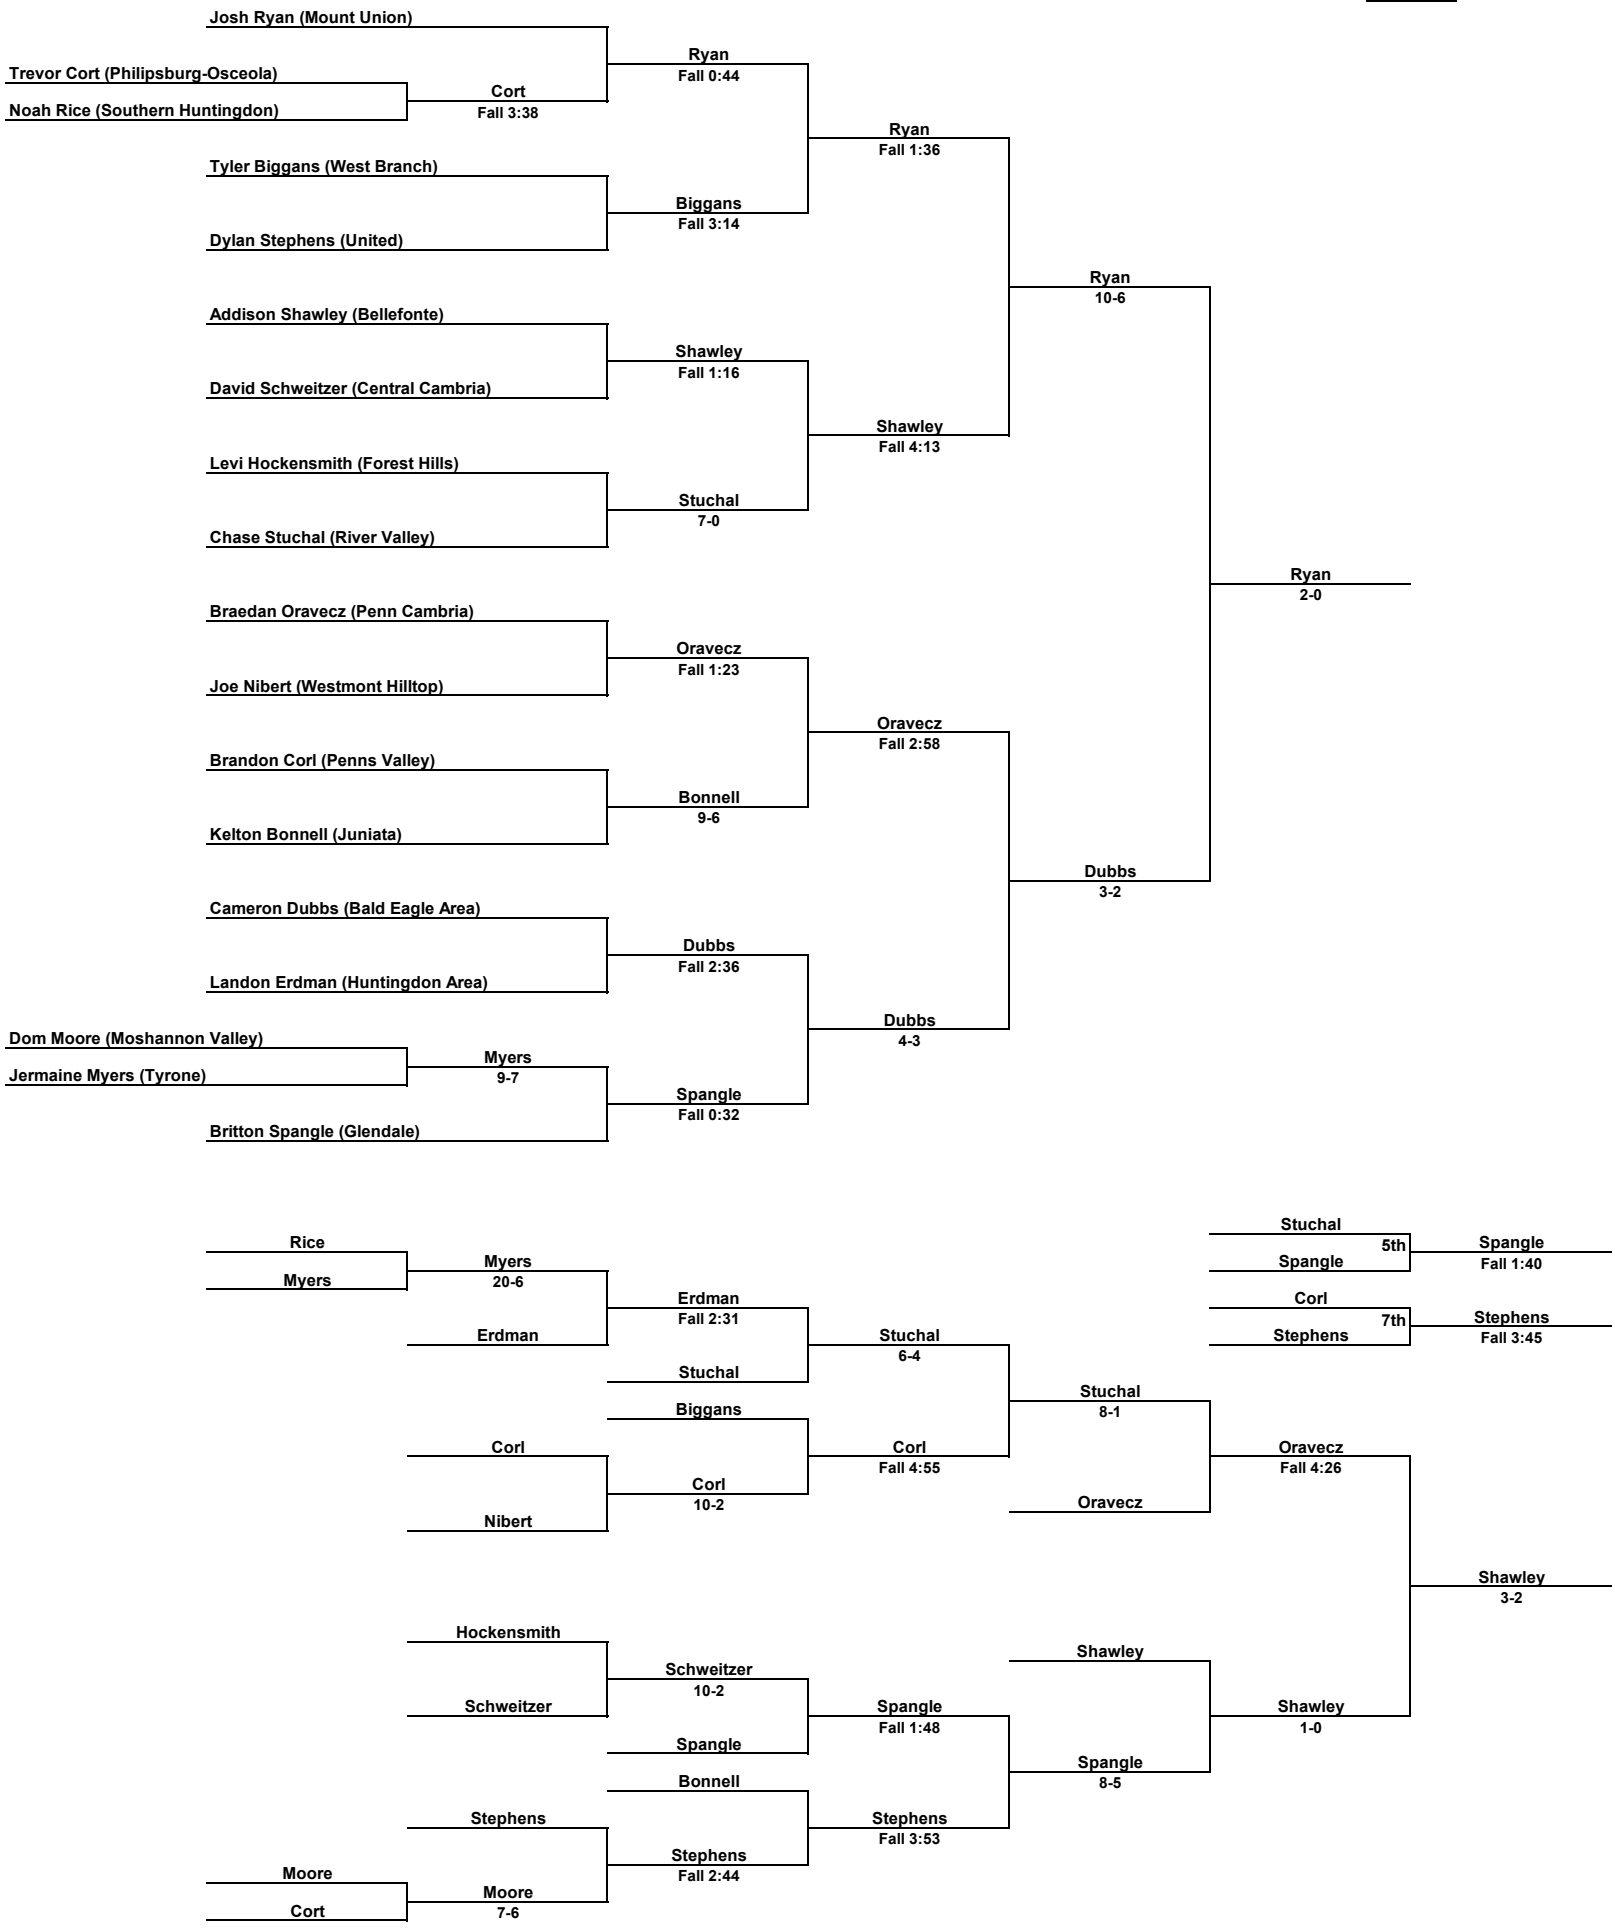 Josh Ryan (Mount Union)
Ryan
Trevor Cort (Philipsburg-Osceola)
Fall 0:44
Cort
Noah Rice (Southern Huntingdon)
Fall 3:38
Ryan
Fall 1:36
Tyler Biggans (West Branch)
Biggans
Fall 3:14
Dylan Stephens (United)
Ryan
10-6
Addison Shawley (Bellefonte)
Shawley
Fall 1:16
David Schweitzer (Central Cambria)
Shawley
Fall 4:13
Levi Hockensmith (Forest Hills)
Stuchal
7-0
Chase Stuchal (River Valley)
Ryan
2-0
Braedan Oravecz (Penn Cambria)
Oravecz
Fall 1:23
Joe Nibert (Westmont Hilltop)
Oravecz
Fall 2:58
Brandon Corl (Penns Valley)
Bonnell
9-6
Kelton Bonnell (Juniata)
Dubbs
3-2
Cameron Dubbs (Bald Eagle Area)
Dubbs
Fall 2:36
Landon Erdman (Huntingdon Area)
Dubbs
4-3
Dom Moore (Moshannon Valley)
Myers
Jermaine Myers (Tyrone)
9-7
Spangle
Fall 0:32
Britton Spangle (Glendale)
Stuchal
Rice
5th
Spangle
Myers
Spangle
Fall 1:40
Myers
20-6
Erdman
Corl
Fall 2:31
7th
Stephens
Erdman
Stuchal
Stephens
Fall 3:45
6-4
Stuchal
Stuchal
8-1
Biggans
Corl
Corl
Oravecz
Fall 4:55
Fall 4:26
Corl
10-2
Oravecz
Nibert
Shawley
3-2
Hockensmith
Shawley
Schweitzer
10-2
Schweitzer
Spangle
Shawley
Fall 1:48
1-0
Spangle
Spangle
8-5
Bonnell
Stephens
Stephens
Fall 3:53
Stephens
Fall 2:44
Moore
Moore
Cort
7-6